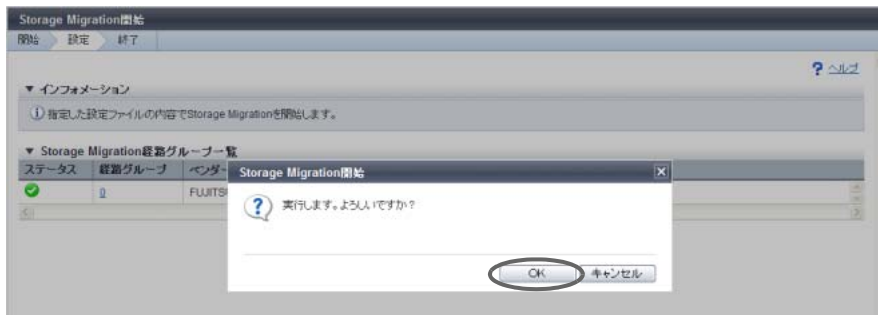 Storage Migration開始
開始 設定 終了
? ヘルプ
▼ インフォメーション
指定した設定ファイルの内容でStorage Migrationを開始します。
▼ Storage Migration経路グループ一覧
ステータス 経路グループ ベンダー
0 FUJITS
Storage Migration開始
実行します。よろしいですか?
OK キャンセル